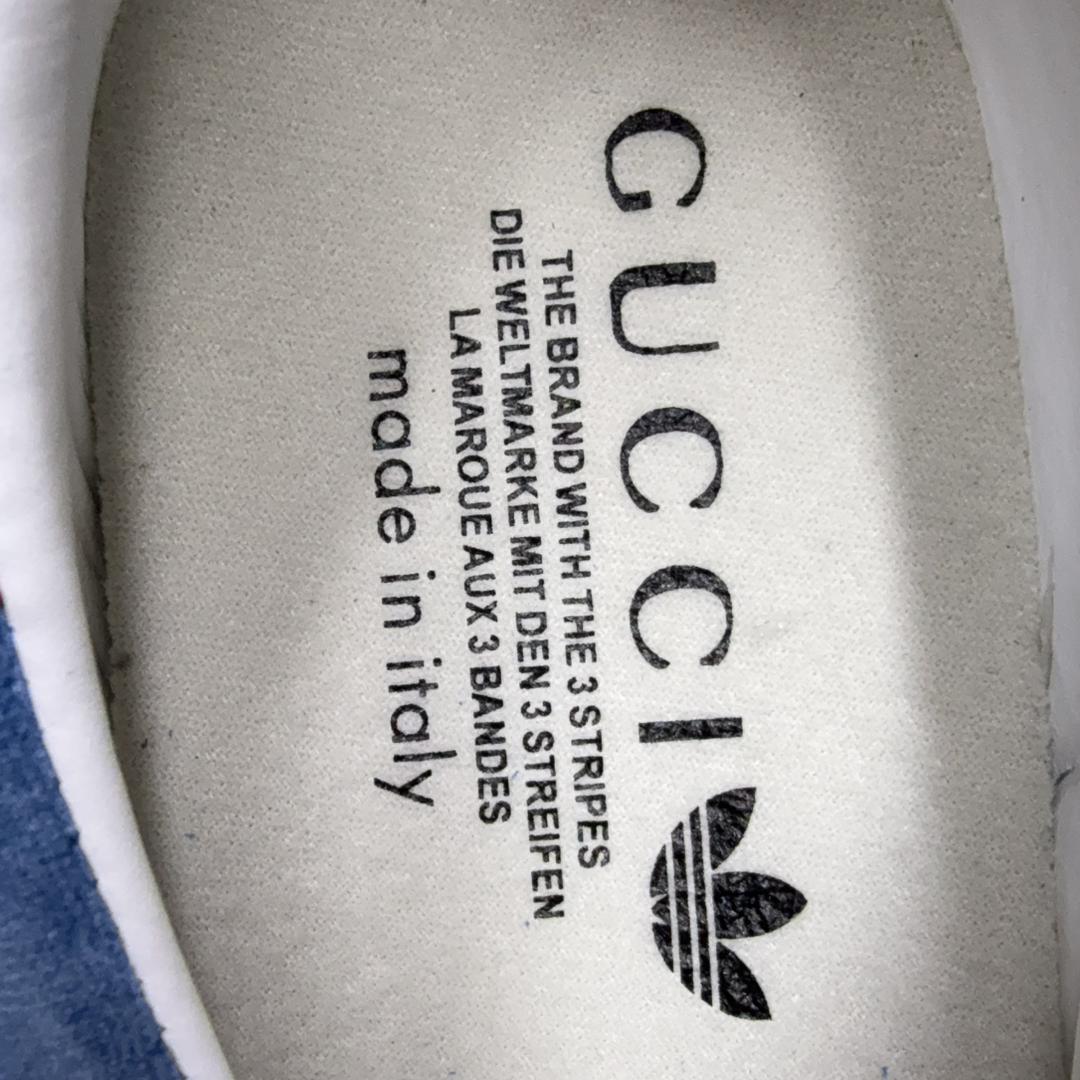 GUCCI
THE BRAND WITH THE 3 STRIPES
DIE WELTMARKE MIT DEN 3 STREIFEN
LA MARQUE AUX 3 BANDES
made in italy